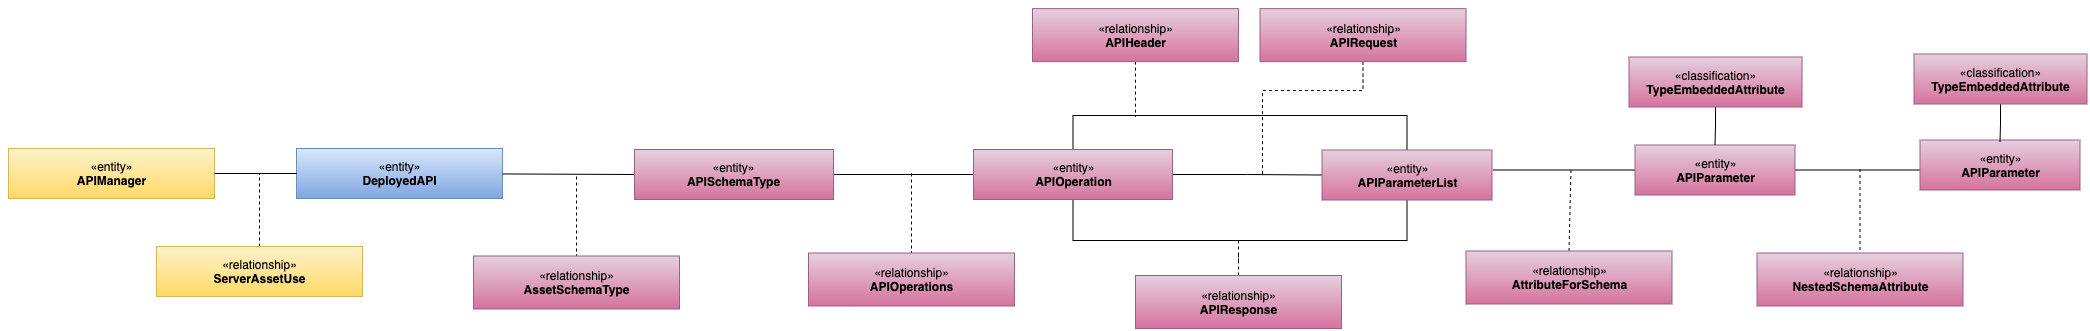 «relationship»
APIHeader
«relationship»
APIRequest
«classification»
TypeEmbeddedAttribute
«classification»
TypeEmbeddedAttribute
«entity»
APIManager
«entity»
DeployedAPI
«entity»
APISchemaType
«entity»
APIOperation
«entity»
APIParameterList
«entity»
APIParameter
«entity»
APIParameter
«relationship»
ServerAssetUse
«relationship»
AssetSchemaType
«relationship»
APIOperations
«relationship»
APIResponse
«relationship»
AttributeForSchema
«relationship»
NestedSchemaAttribute